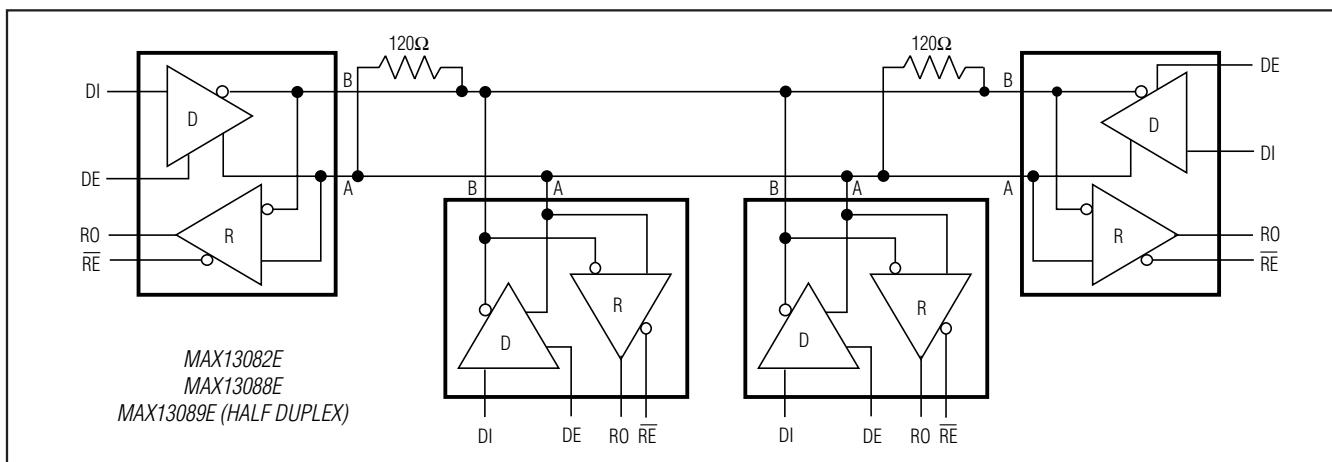 120Ω 120Ω
B B DE
DI
D D
DI
DE A B A B A A
R R
RO RO
RE RE
R R
D D
MAX13082E
MAX13088E
MAX13089E (HALF DUPLEX)
DI DE RO RE DI DE RO RE